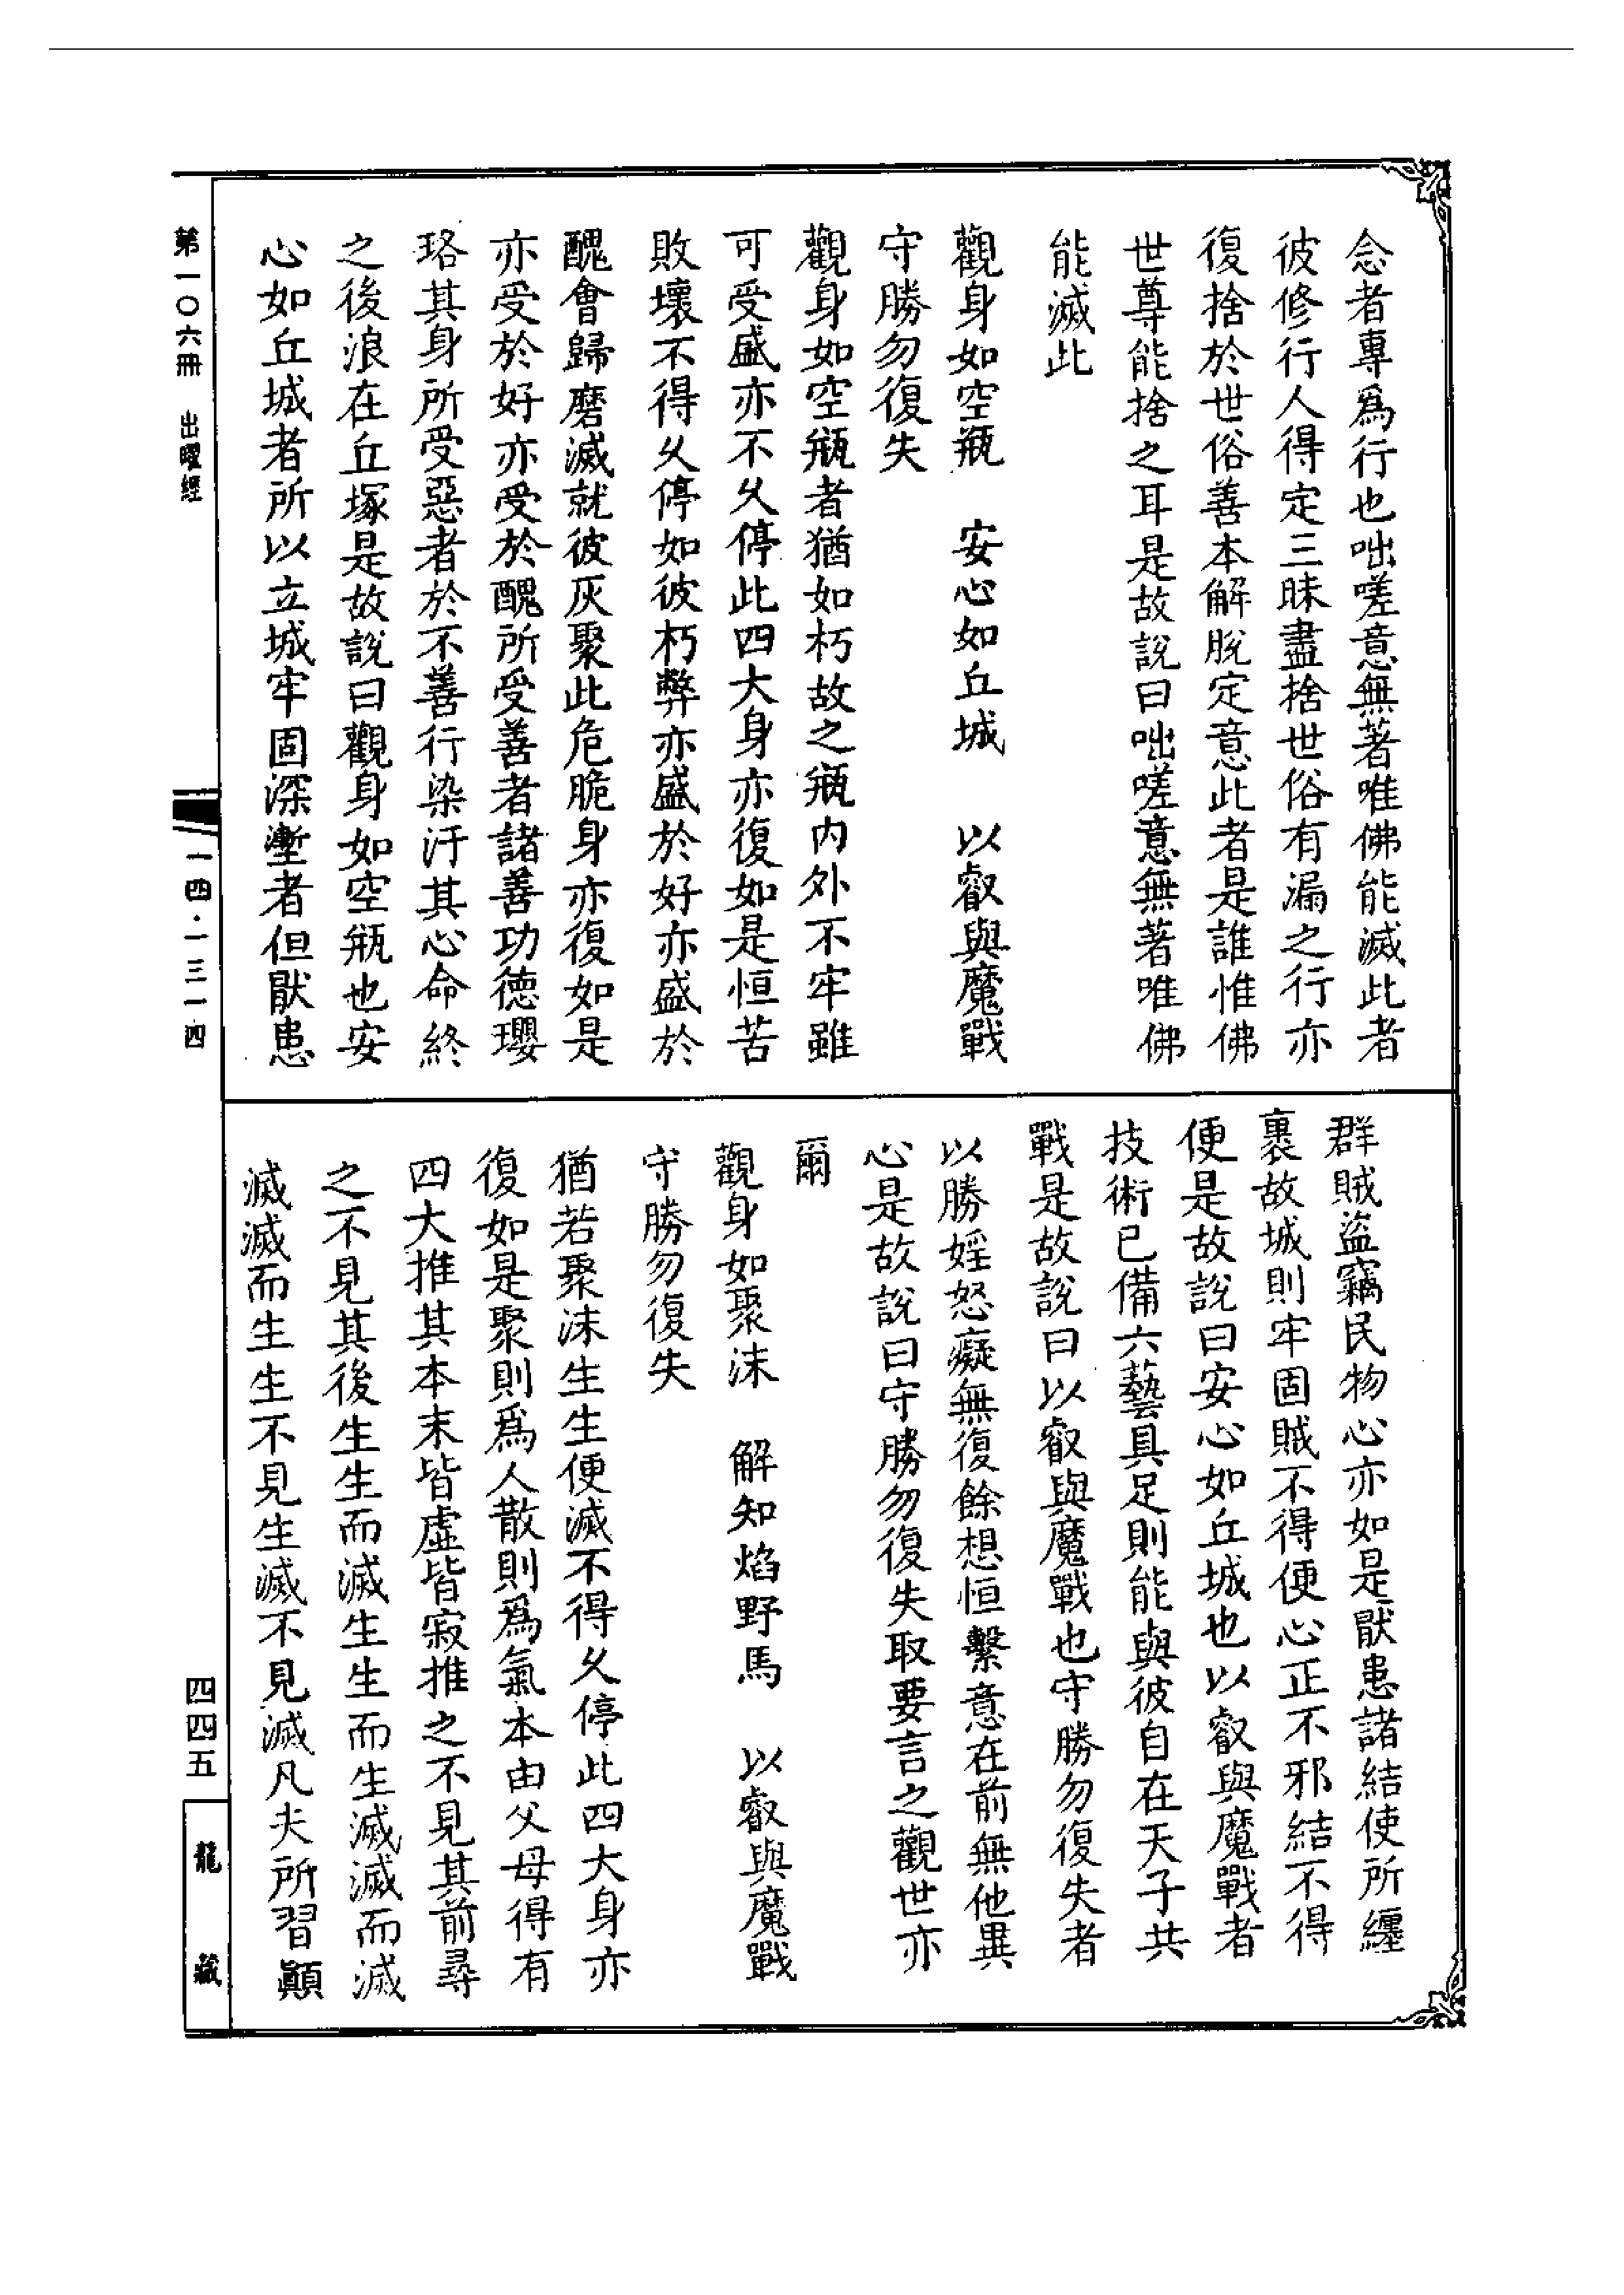 念者專爲行也咄嗟意無著唯佛能滅此者
彼修行人得定三昧盡捨世俗有漏之行亦
復捨於世俗善本解脫定意此者是誰惟佛
世尊能捨之耳是故說曰咄嗟意無著唯佛
能滅此
觀身如空瓶　安心如丘城　以叡與魔戰
守勝勿復失
觀身如空瓶者猶如朽故之瓶内外不牢雖
可受盛亦不久停此四大身亦復如是恒苦
敗壞不得久停如彼朽弊亦盛於好亦盛於
醜會歸磨滅就彼灰聚此危脆身亦復如是
亦受於好亦受於醜所受善者諸善功德瓔
珞其身所受惡者於不善行染汙其心命終
之後浪在丘塚是故說曰觀身如空瓶也安
心如丘城者所以立城牢固深壍者但猒患
群賊盜竊民物心亦如是猒患諸結使所纒
裹故城則牢固賊不得便心正不邪結不得
便是故說曰安心如丘城也以叡與魔戰者
技術已備六藝具足則能與彼自在天子共
戰是故說曰以叡與魔戰也守勝勿復失者
以勝婬怒癡無復餘想恒繫意在前無他異
心是故說曰守勝勿復失取要言之觀世亦
爾
觀身如聚沫　解知焰野馬　以叡與魔戰
守勝勿復失
猶若聚沫生生便滅不得久停此四大身亦
復如是聚則爲人散則爲氣本由父母得有
四大推其本末皆虛皆寂推之不見其前尋
之不見其後生生而滅生生而生滅滅而滅
滅滅而生生不見生滅不見滅凡夫所習顚
第一〇六冊　出曜經
一四·一三一四
四四五
龍藏